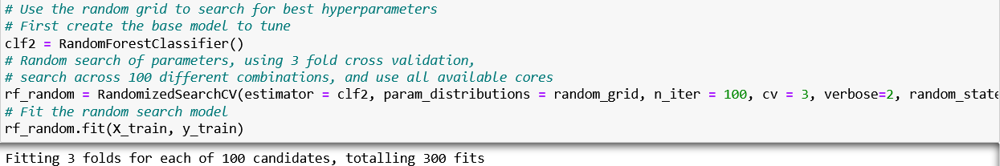 # Use the random grid to search for best hyperparameters
# First create the base model to tune
clf2 = RandomForestClassifier()
# Random search of parameters, using 3 fold cross validation,
# search across 100 different combinations, and use all available cores
rf_random = RandomizedSearchCV(estimator = clf2, param_distributions = random_grid, n_iter = 100, cv = 3, verbose=2, random_state
# Fit the random search model
rf_random.fit(X_train, y_train)
Fitting 3 folds for each of 100 candidates, totalling 300 fits